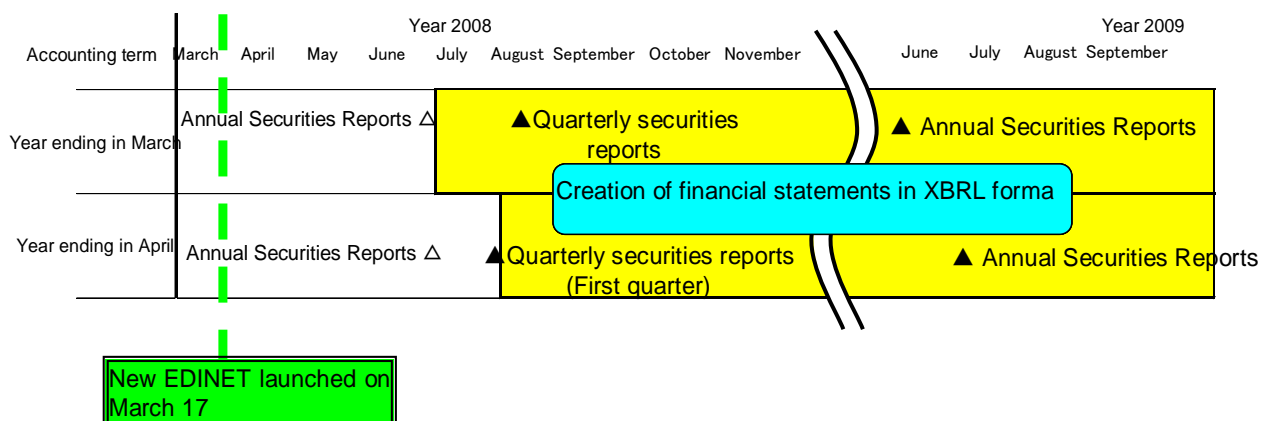 Year 2008
Year 2009
Accounting term March April May June July August September October November June July August September
Annual Securities Reports △
▲Quarterly securities
reports
▲ Annual Securities Reports
Year ending in March
Creation of financial statements in XBRL forma
Year ending in April
Annual Securities Reports △
▲Quarterly securities reports
(First quarter)
▲ Annual Securities Reports
New EDINET launched on
March 17